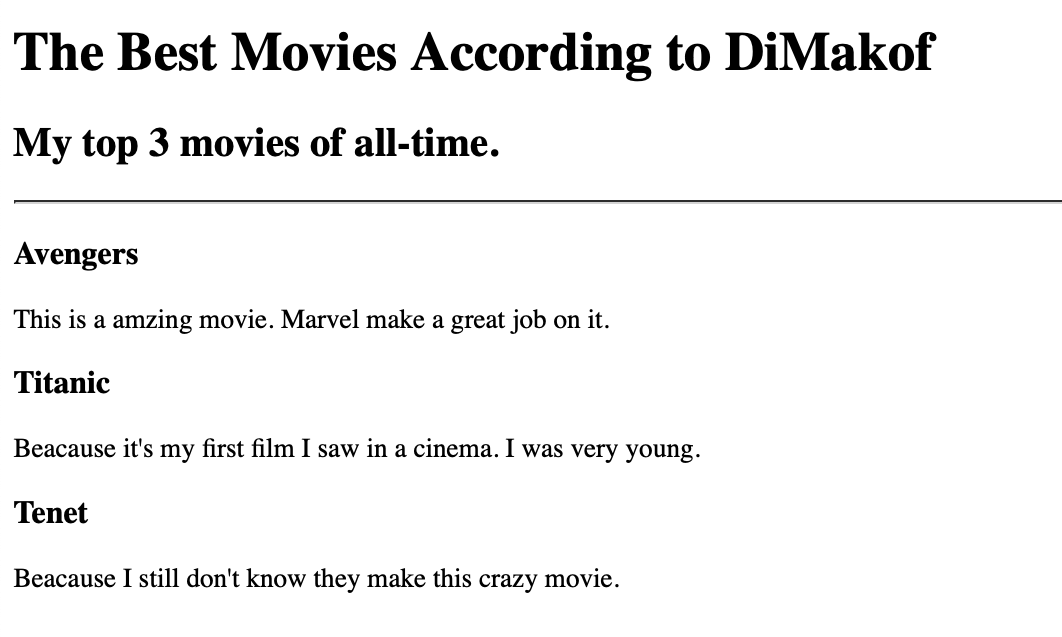 The Best Movies According to DiMakof
My top 3 movies of all-time.
Avengers
This is a amzing movie. Marvel make a great job on it.
Titanic
Beacause it's my first film I saw in a cinema. I was very young.
Tenet
Beacause I still don't know they make this crazy movie.